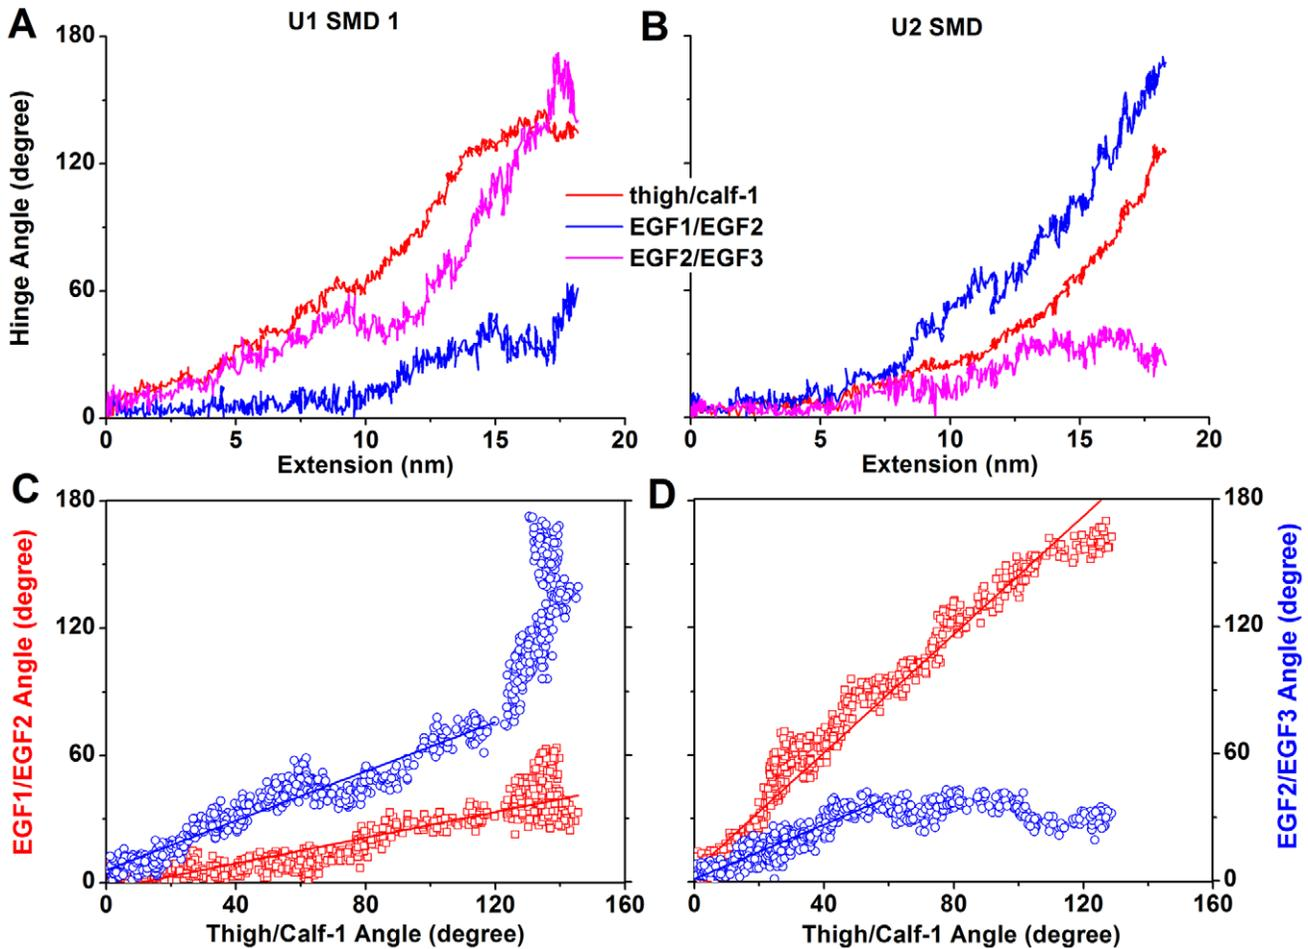 A
U1 SMD 1
B
U2 SMD
180
120
60
0
Hinge Angle (degree)
thigh/calf-1
EGF1/EGF2
EGF2/EGF3
0 5 10 15 20
0 5 10 15 20
Extension (nm)
Extension (nm)
C
D
180
120
60
0
EGF1/EGF2 Angle (degree)
180
120
60
0
EGF2/EGF3 Angle (degree)
0 40 80 120 160
0 40 80 120 160
Thigh/Calf-1 Angle (degree)
Thigh/Calf-1 Angle (degree)